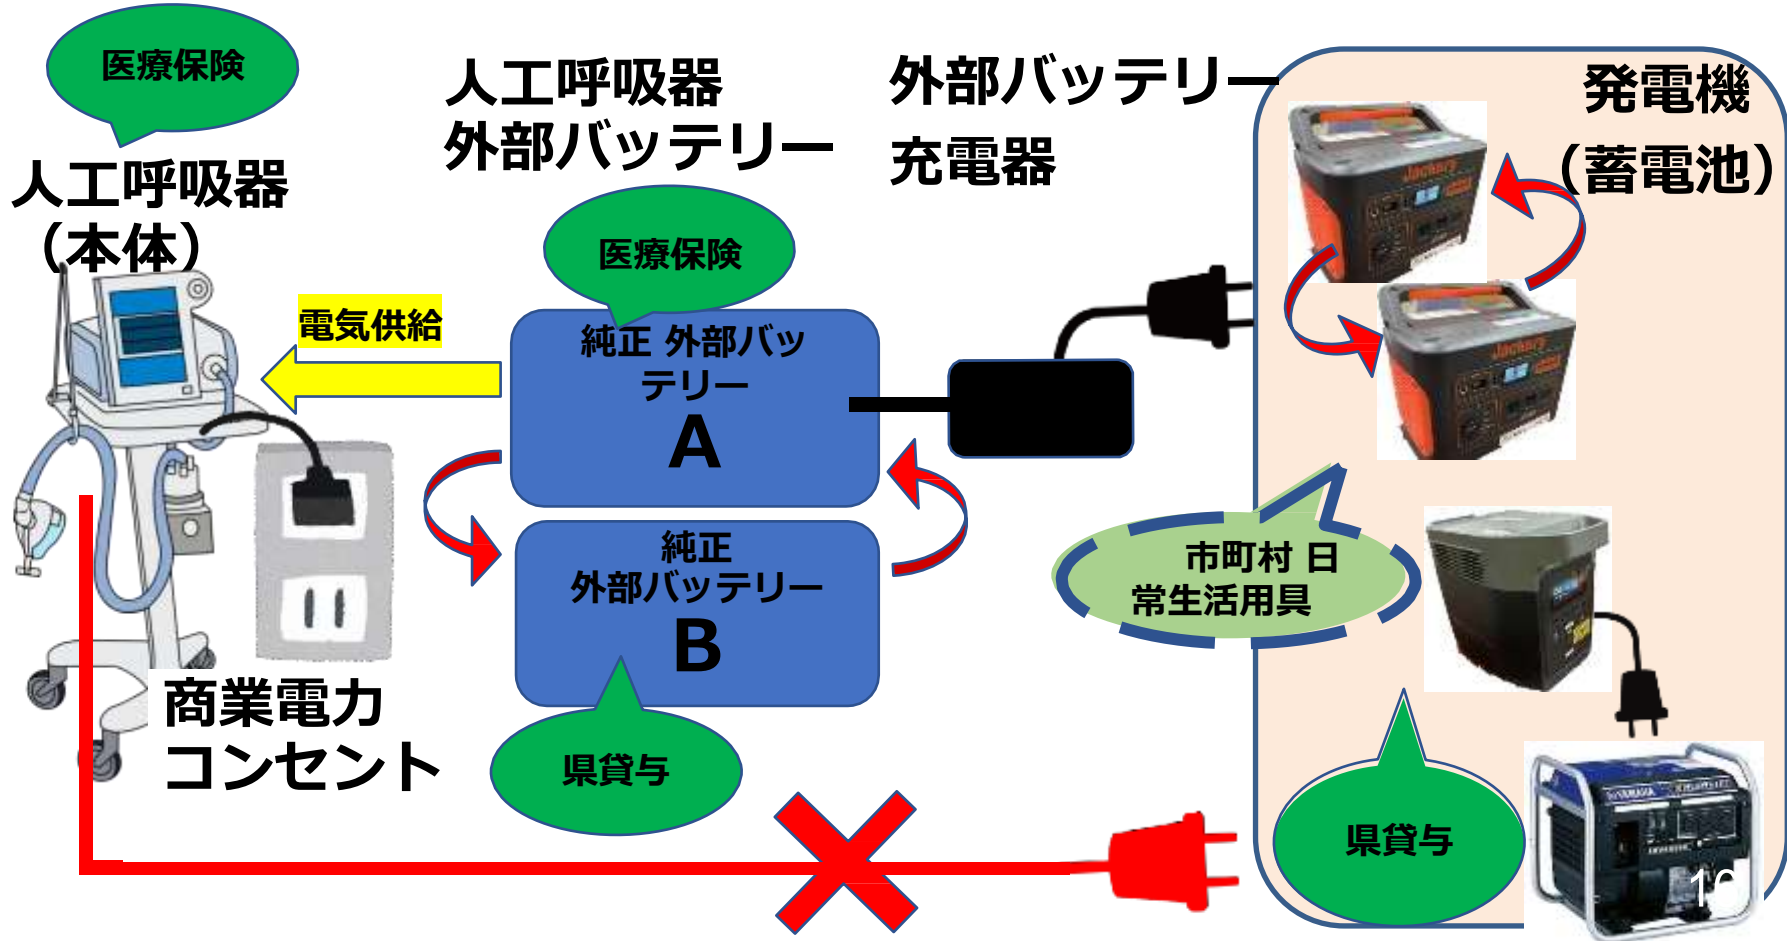 医療保険
人工呼吸器
（本体）
人工呼吸器
外部バッテリー
外部バッテリー
充電器
発電機
（蓄電池）
医療保険
電気供給
純正 外部バッ
テリー
A
純正
外部バッテリー
B
県貸与
商業電力
コンセント
Jackery
Jackery
市町村 日
常生活用具
県貸与
YAMAHA